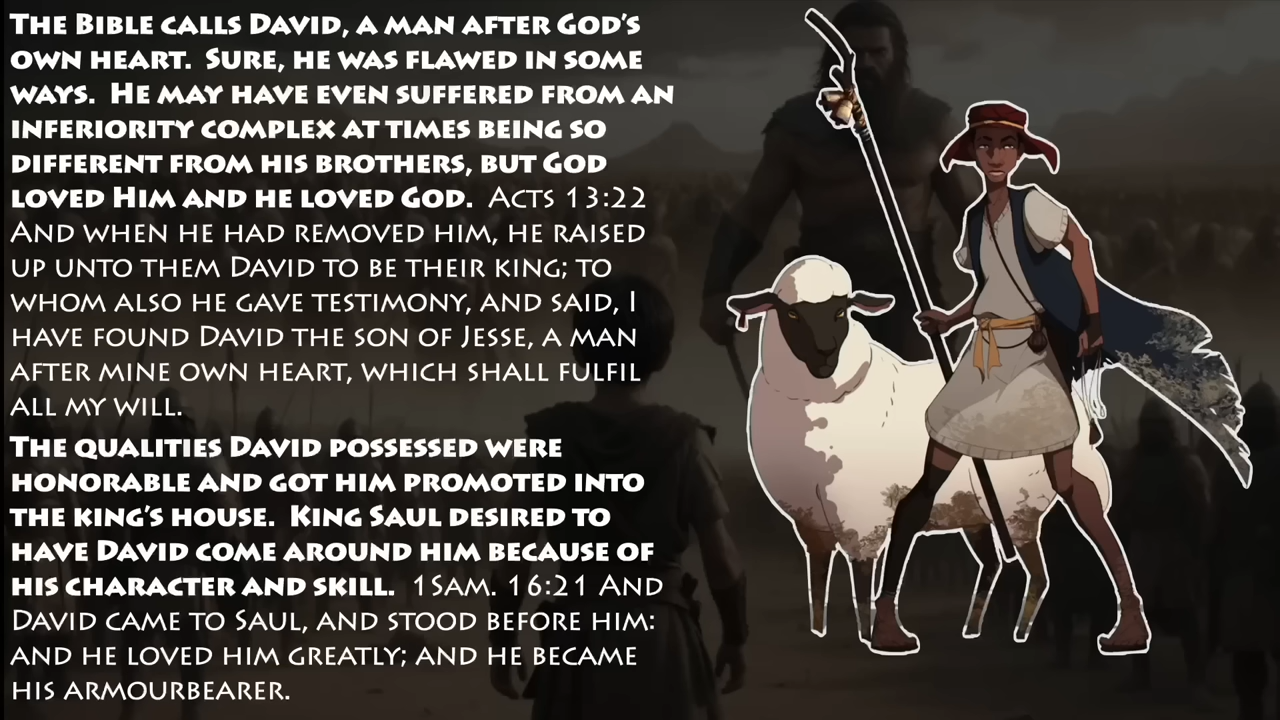 The Bible calls David, a man after God's
own heart.  Sure, he was flawed in some
ways.  He may have even suffered from an
inferiority complex at times being so
different from his brothers, but God
loved Him and he loved God.  Acts 13:22
And when he had removed him, he raised
up unto them David to be their king; to
whom also he gave testimony, and said, I
have found David the son of Jesse, a man
after mine own heart, which shall fulfil
all my will.
The qualities David possessed were
honorable and got him promoted into
the king's house.  King Saul desired to
have David come around him because of
his character and skill.  1Sam. 16:21 And
David came to Saul, and stood before him:
and he loved him greatly; and he became
his armourbearer.